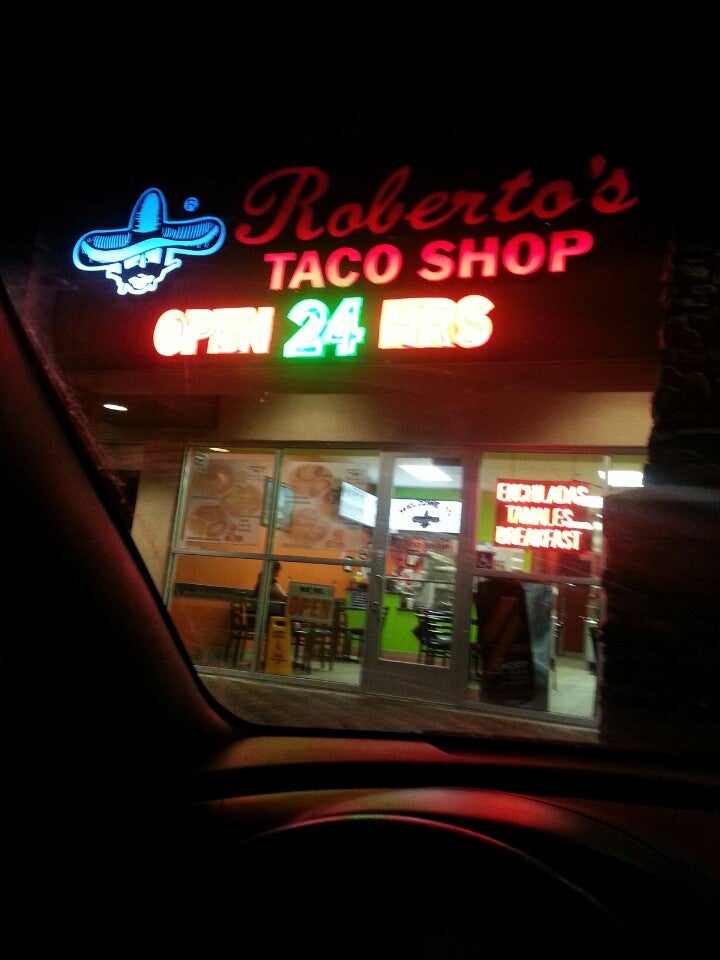 Roberto's ®
TACO SHOP
OPEN 24 HRS
ENCHILADAS
TAMALES
BREAKFAST
OPEN